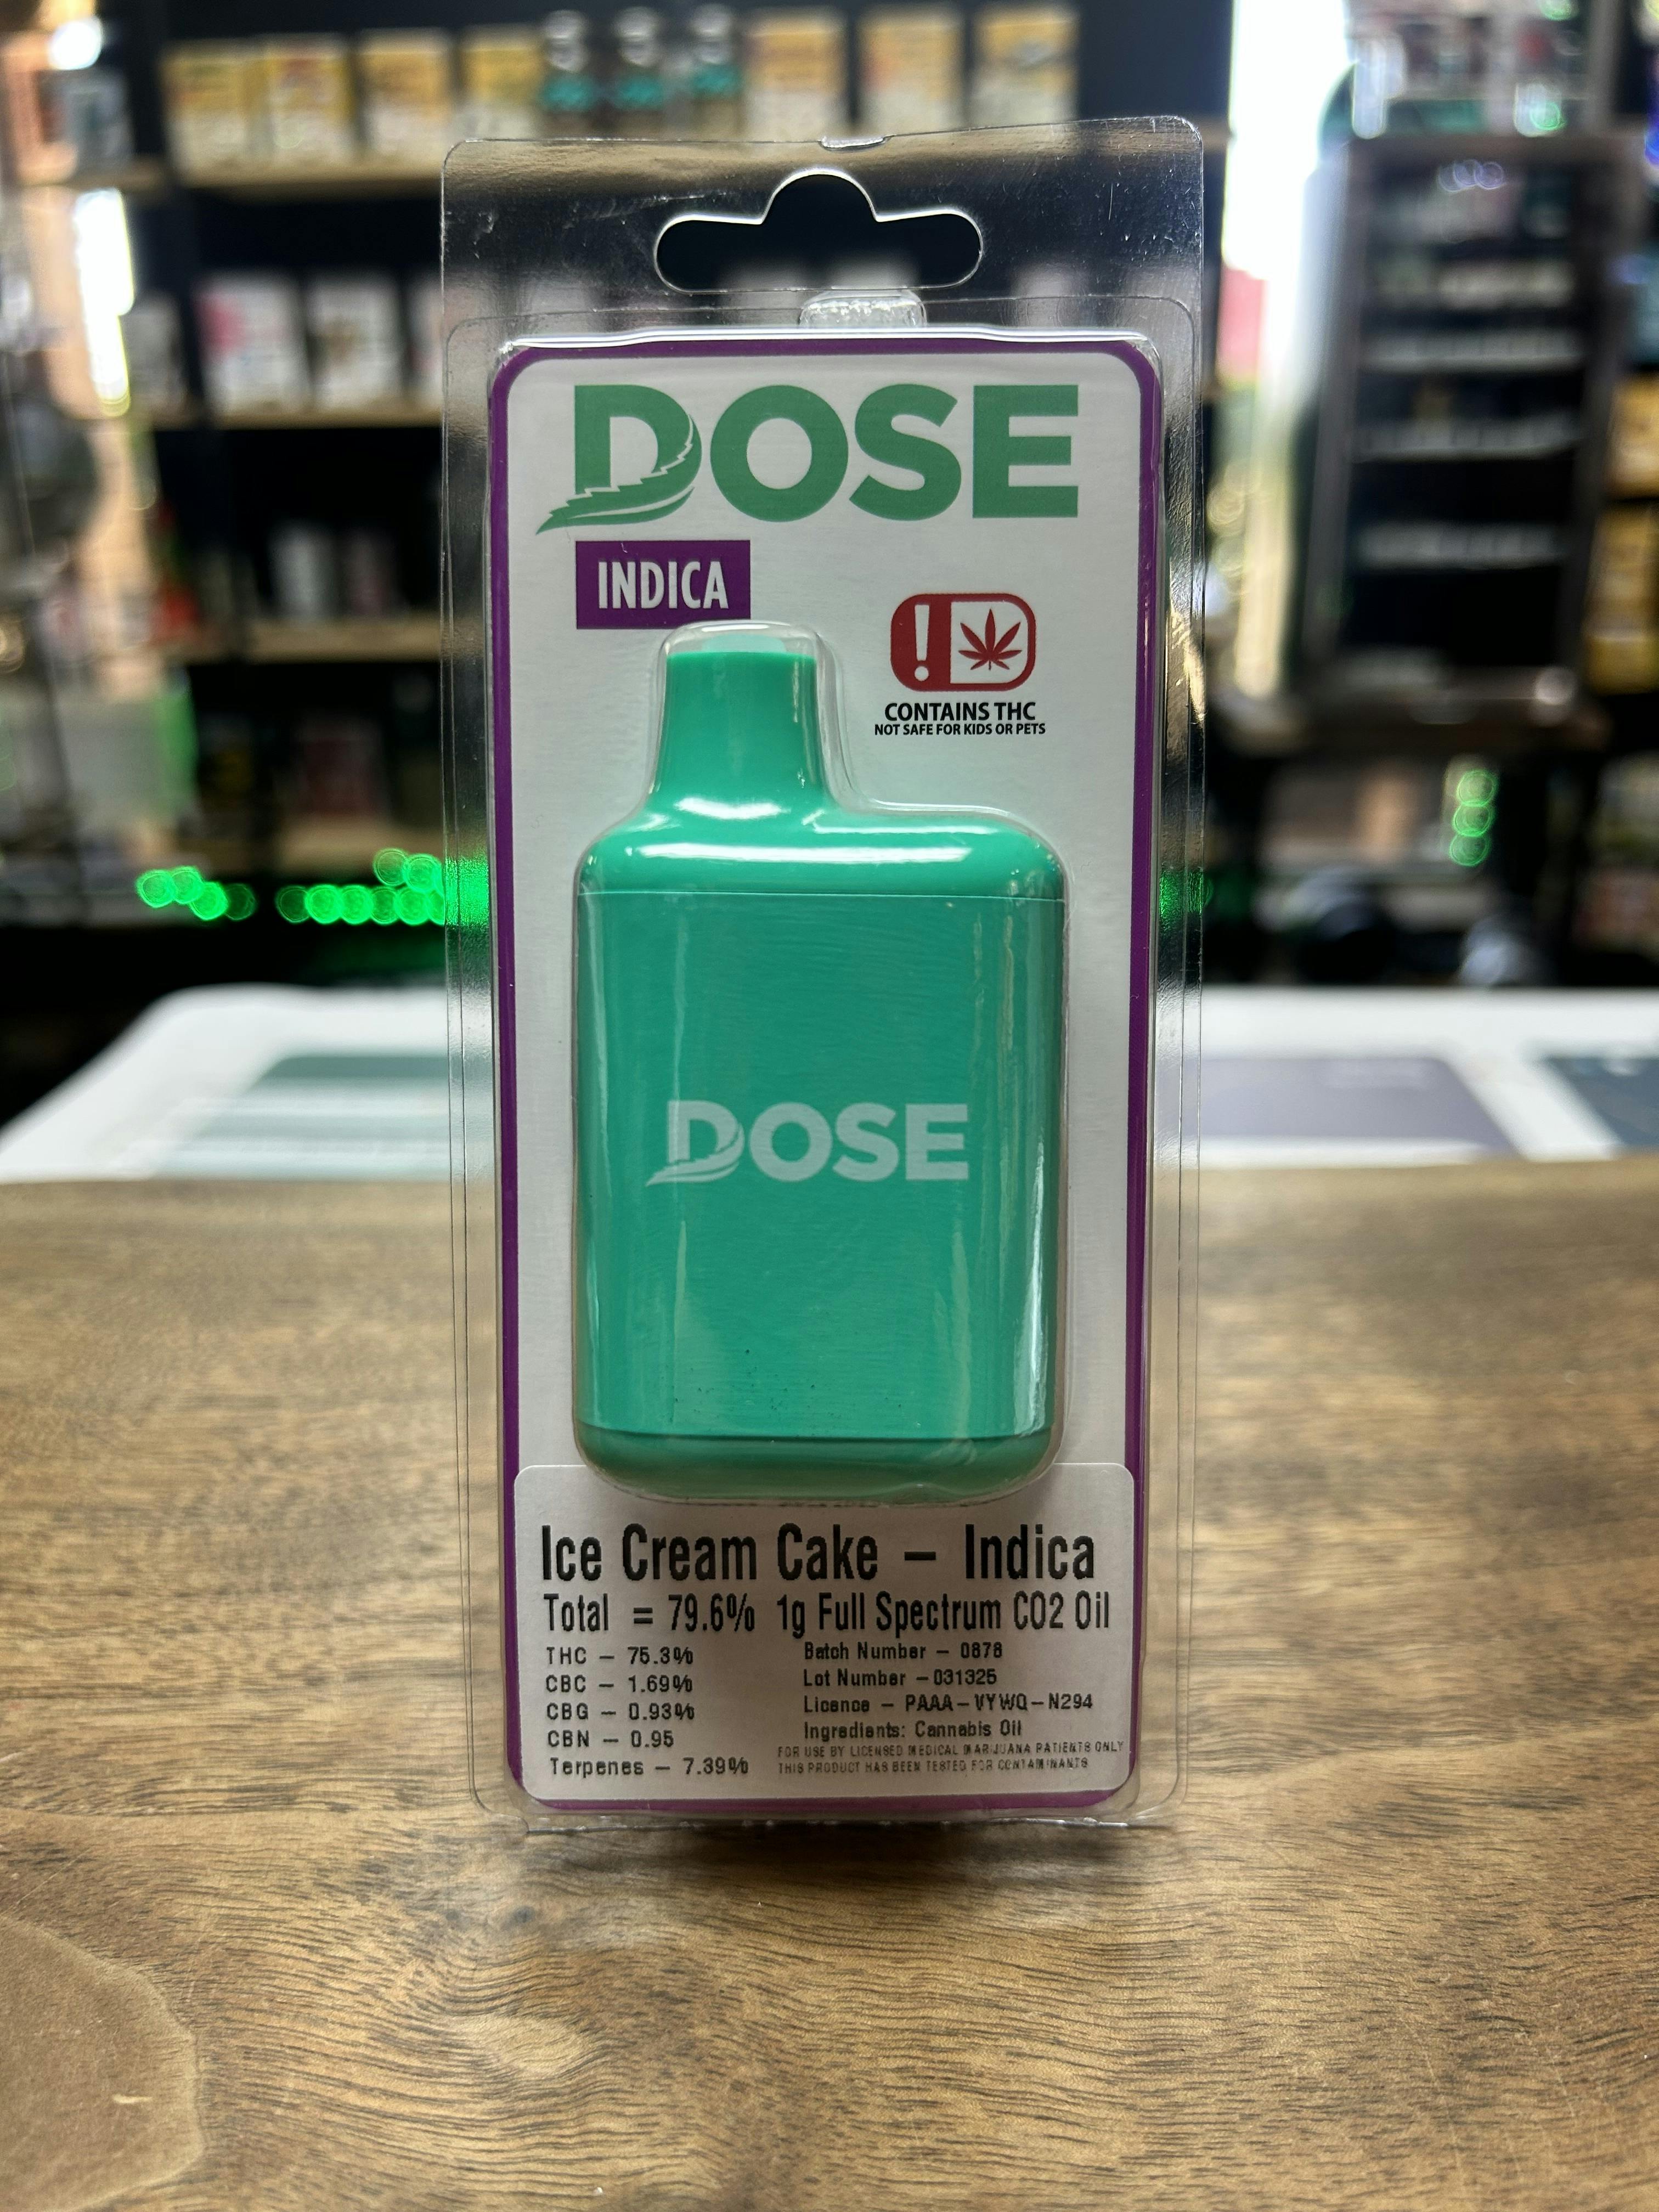 DOSE
INDICA
!
CONTAINS THC
NOT SAFE FOR KIDS OR PETS
DOSE
Ice Cream Cake – Indica
Total = 79.6% 1g Full Spectrum CO2 Oil
THC – 75.3%
CBC – 1.69%
CBG – 0.93%
CBN – 0.95
Terpenes – 7.39%
Batch Number – 0878
Lot Number – 031325
Licence – PAAA – VYWQ – N294
Ingredients: Cannabis Oil
FOR USE BY LICENSED MEDICAL MARIJUANA PATIENTS ONLY
THIS PRODUCT HAS BEEN TESTED FOR CONTAMINANTS